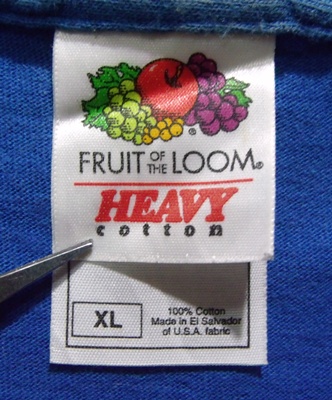 FRUIT OF THE LOOM®
HEAVY
cotton
XL
100% Cotton
Made in El Salvador
of U.S.A. fabric